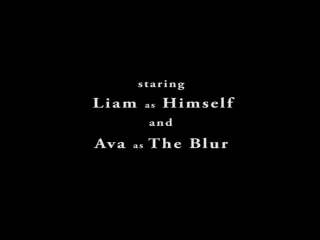 staring
Liam as Himself
and
Ava as The Blur